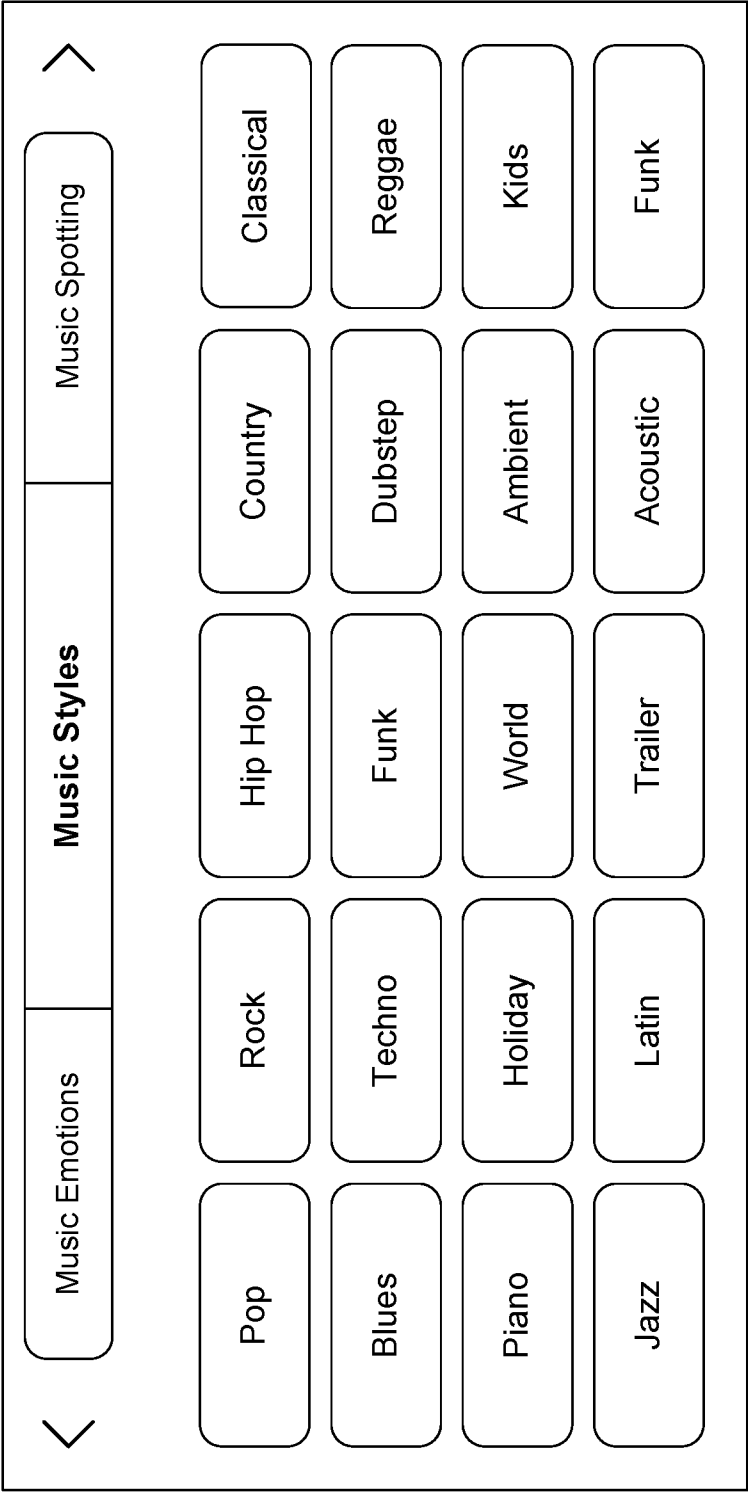 Music Emotions
Music Styles
Music Spotting
Pop
Rock
Hip Hop
Country
Classical
Blues
Techno
Funk
Dubstep
Reggae
Piano
Holiday
World
Ambient
Kids
Jazz
Latin
Trailer
Acoustic
Funk